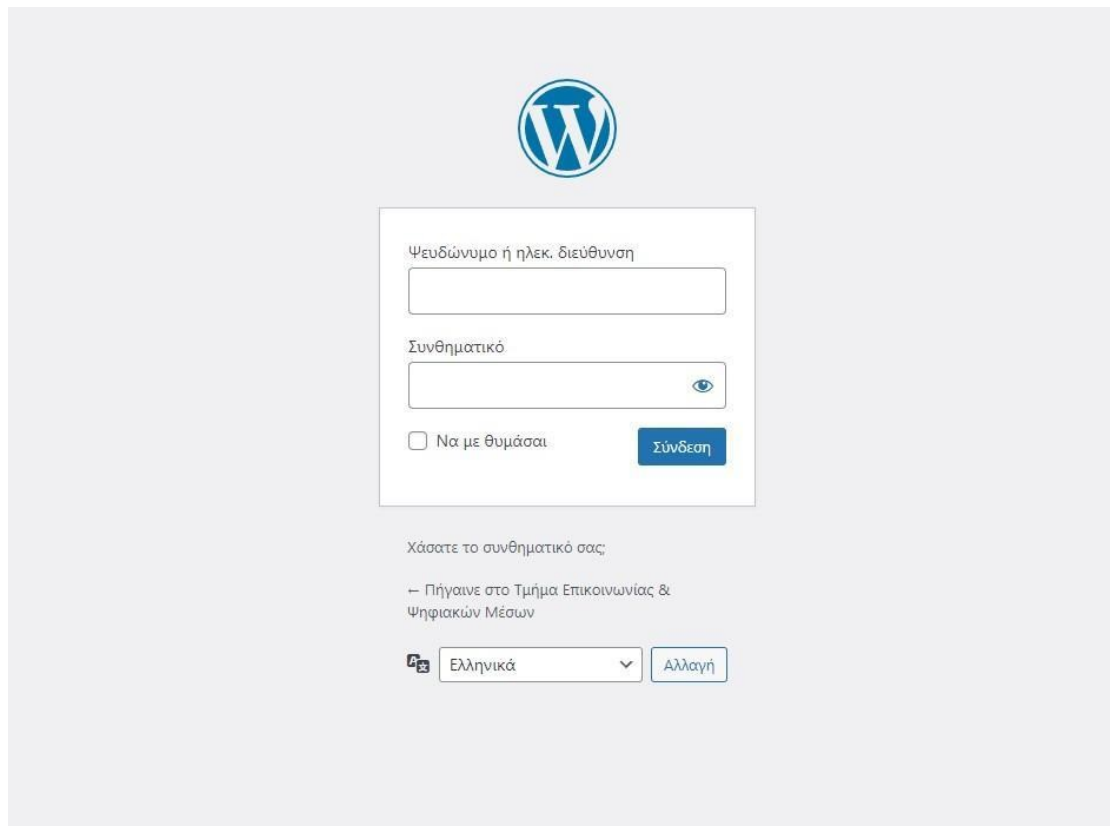 Ψευδώνυμο ή ηλεκ. διεύθυνση
Συνθηματικό
Να με θυμάσαι
Σύνδεση
Χάσατε το συνθηματικό σας;
← Πήγαινε στο Τμήμα Επικοινωνίας &
Ψηφιακών Μέσων
Ελληνικά
Αλλαγή